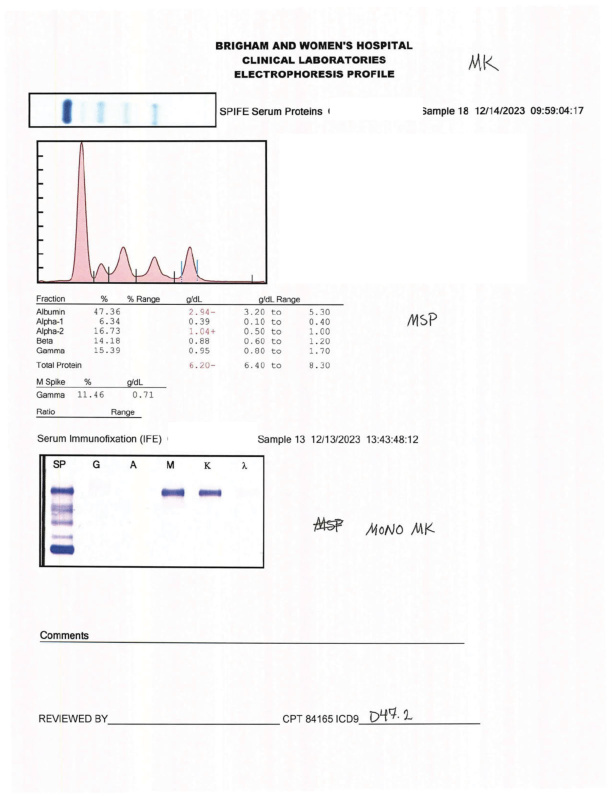 BRIGHAM AND WOMEN'S HOSPITAL
CLINICAL LABORATORIES
ELECTROPHORESIS PROFILE
MK
SPIFE Serum Proteins
Sample 18 12/14/2023 09:59:04:17
Fraction % % Range g/dL g/dL Range
Albumin 47.36 2.94- 3.20 to 5.30
Alpha-1 6.34 0.39 0.10 to 0.40
Alpha-2 16.73 1.04+ 0.50 to 1.00
Beta 14.18 0.88 0.60 to 1.20
Gamma 15.39 0.95 0.80 to 1.70
MSP
Total Protein 6.20- 6.40 to 8.30
M Spike % g/dL
Gamma 11.46 0.71
Ratio Range
Serum Immunofixation (IFE)
Sample 13 12/13/2023 13:43:48:12
SP G A M K λ
MSP MONO MK
Comments
REVIEWED BY CPT 84165 ICD9 D47.2